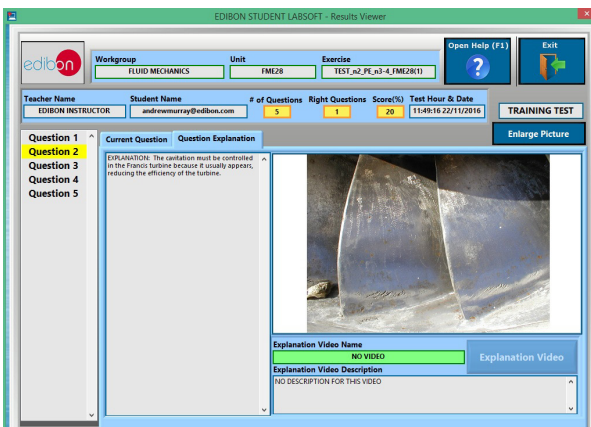 EDIBON STUDENT LABSOFT - Results Viewer
edibon
Workgroup
FLUID MECHANICS
Unit
FME28
Exercise
TEST_n2_PE_n3-4_FME28(1)
Open Help (F1)
?
Exit
Teacher Name
EDIBON INSTRUCTOR
Student Name
andrewmurray@edibon.com
# of Questions
5
Right Questions
1
Score(%)
20
Test Hour & Date
11:49:16 22/11/2016
TRAINING TEST
Enlarge Picture
Question 1
Question 2
Question 3
Question 4
Question 5
Current Question
Question Explanation
EXPLANATION: The cavitation must be controlled
in the Francis turbine because it usually appears,
reducing the efficiency of the turbine.
Explanation Video Name
NO VIDEO
Explanation Video
Explanation Video Description
NO DESCRIPTION FOR THIS VIDEO